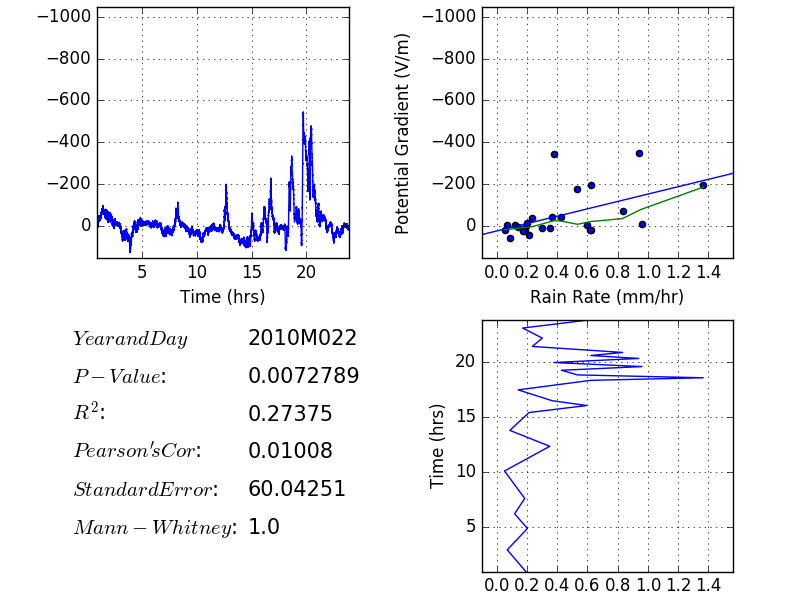 −1000
−800
−600
−400
−200
0
5 10 15 20
Time (hrs)
Potential Gradient (V/m)
−1000
−800
−600
−400
−200
0
0.0 0.2 0.4 0.6 0.8 1.0 1.2 1.4
Rain Rate (mm/hr)
YearandDay 2010M022
P−Value: 0.0072789
R²: 0.27375
Pearson'sCor: 0.01008
StandardError: 60.04251
Mann−Whitney: 1.0
Time (hrs)
20
15
10
5
0.0 0.2 0.4 0.6 0.8 1.0 1.2 1.4